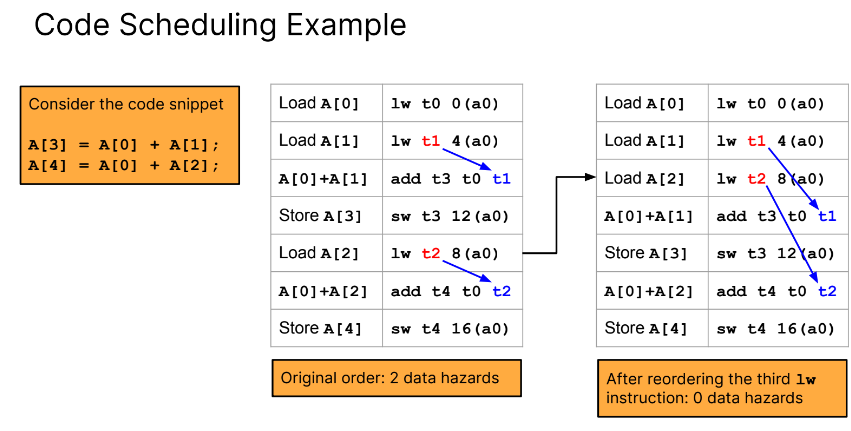 Code Scheduling Example
Consider the code snippet
A[3] = A[0] + A[1];
A[4] = A[0] + A[2];
Load A[0] lw t0 0(a0)
Load A[1] lw t1 4(a0)
A[0]+A[1] add t3 t0 t1
Store A[3] sw t3 12(a0)
Load A[2] lw t2 8(a0)
A[0]+A[2] add t4 t0 t2
Store A[4] sw t4 16(a0)
Original order: 2 data hazards
Load A[0] lw t0 0(a0)
Load A[1] lw t1 4(a0)
Load A[2] lw t2 8(a0)
A[0]+A[1] add t3 t0 t1
Store A[3] sw t3 12(a0)
A[0]+A[2] add t4 t0 t2
Store A[4] sw t4 16(a0)
After reordering the third lw
instruction: 0 data hazards